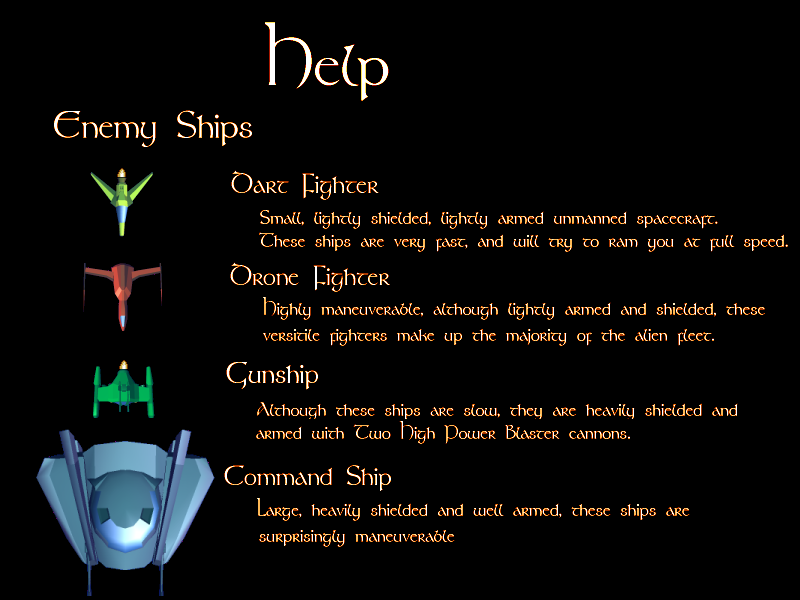 Help
Enemy Ships
Dart Fighter
Small, lightly shielded, lightly armed unmanned spacecraft.
These ships are very fast, and will try to ram you at full speed.
Drone Fighter
Highly maneuverable, although lightly armed and shielded, these
versitile fighters make up the majority of the alien fleet.
Gunship
Although these ships are slow, they are heavily shielded and
armed with Two High Power Blaster cannons.
Command Ship
Large, heavily shielded and well armed, these ships are
surprisingly maneuverable